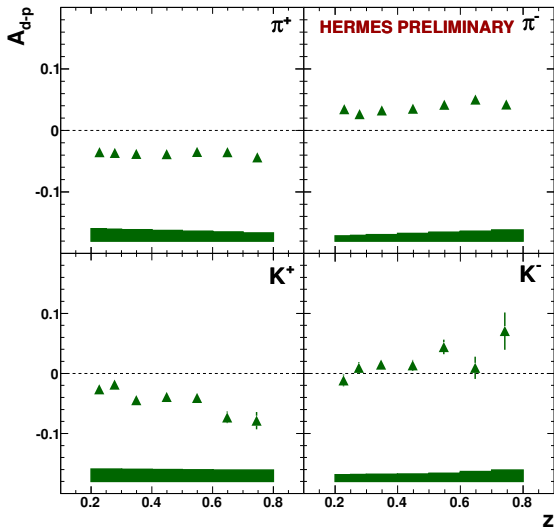 A_{d-p}
π⁺
HERMES PRELIMINARY π⁻
0.1
0
-0.1
K⁺
K⁻
0.1
0
-0.1
0.2 0.4 0.6 0.8 0.2 0.4 0.6 0.8
z